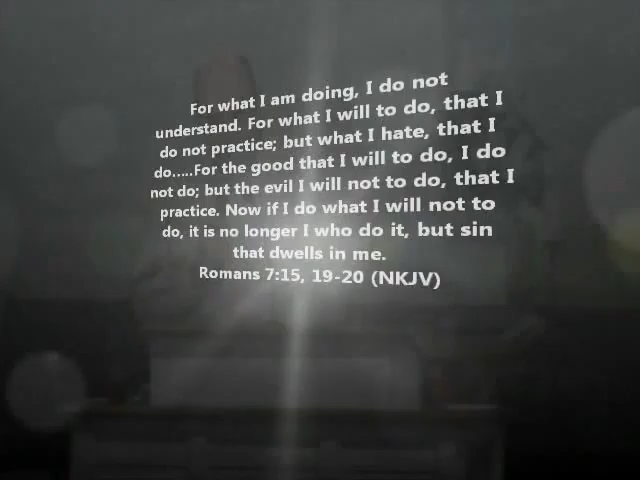 For what I am doing, I do not
understand. For what I will to do, that I
do not practice; but what I hate, that I
do.....For the good that I will to do, I do
not do; but the evil I will not to do, that I
practice. Now if I do what I will not to
do, it is no longer I who do it, but sin
that dwells in me.
Romans 7:15, 19-20 (NKJV)